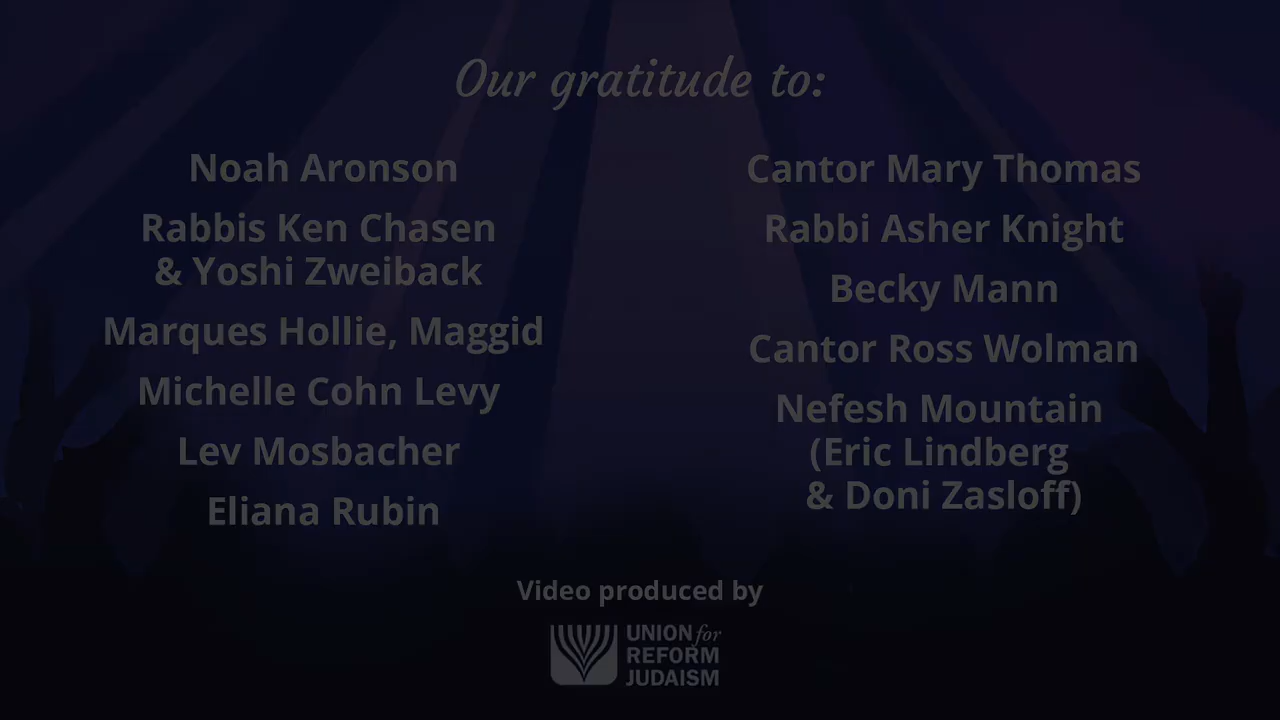 Our gratitude to:
Noah Aronson
Rabbis Ken Chasen
& Yoshi Zweiback
Marques Hollie, Maggid
Michelle Cohn Levy
Lev Mosbacher
Eliana Rubin
Cantor Mary Thomas
Rabbi Asher Knight
Becky Mann
Cantor Ross Wolman
Nefesh Mountain
(Eric Lindberg
& Doni Zasloff)
Video produced by
UNION for
REFORM
JUDAISM